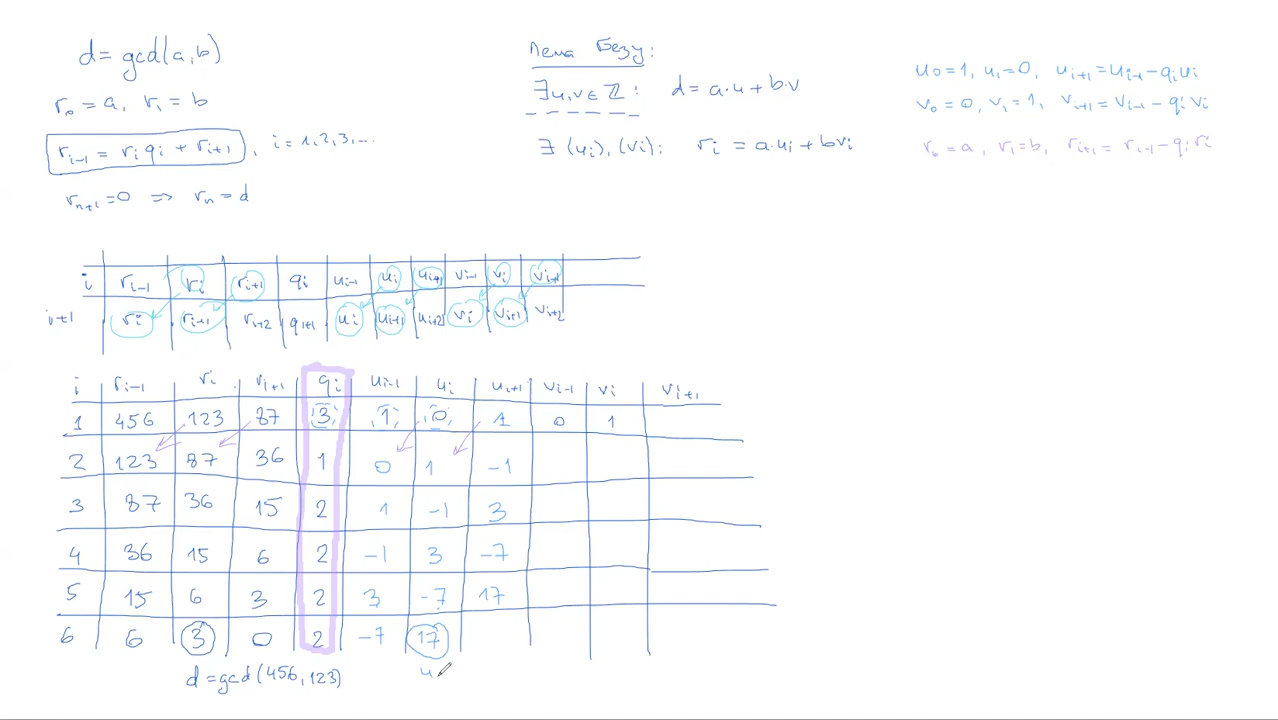 d = gcd(a, b)
r₀ = a, r₁ = b
rᵢ₋₁ = rᵢ qᵢ + rᵢ₊₁ , i = 1,2,3,...
rₙ₊₁ = 0 ⇒ rₙ = d
Лема Безу:
∃u,v ∈ ℤ: d = a·u + b·v
∃ (uᵢ), (vᵢ): rᵢ = a·uᵢ + bvᵢ
u₀ = 1, u₁ = 0, uᵢ₊₁ = uᵢ₋₁ − qᵢuᵢ
v₀ = 0, v₁ = 1, vᵢ₊₁ = vᵢ₋₁ − qᵢ vᵢ
r₀ = a, r₁ = b, rᵢ₊₁ = rᵢ₋₁ − qᵢ rᵢ
i rᵢ₋₁ rᵢ rᵢ₊₁ qᵢ uᵢ₋₁ uᵢ uᵢ₊₁ vᵢ₋₁ vᵢ vᵢ₊₁
i+1 rᵢ rᵢ₊₁ rᵢ₊₂ qᵢ₊₁ uᵢ uᵢ₊₁ uᵢ₊₂ vᵢ vᵢ₊₁ vᵢ₊₂
i rᵢ₋₁ rᵢ rᵢ₊₁ qᵢ uᵢ₋₁ uᵢ uᵢ₊₁ vᵢ₋₁ vᵢ vᵢ₊₁
1 456 123 87 3 1 0 1 0 1
2 123 87 36 1 0 1 -1
3 87 36 15 2 1 -1 3
4 36 15 6 2 -1 3 -7
5 15 6 3 2 3 -7 17
6 6 3 0 2 -7 17
d = gcd(456, 123)
u